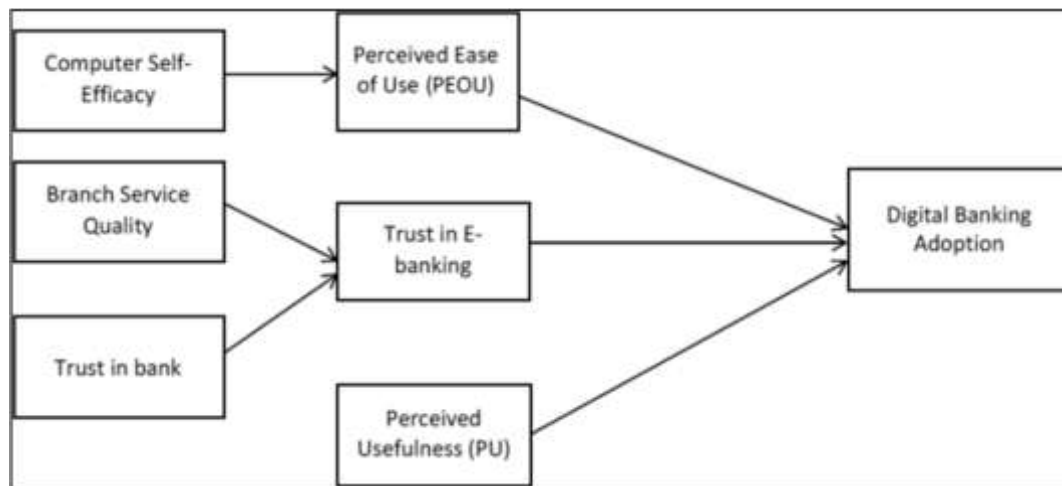 Computer Self-
Efficacy
Perceived Ease
of Use (PEOU)
Branch Service
Quality
Trust in E-
banking
Digital Banking
Adoption
Trust in bank
Perceived
Usefulness (PU)